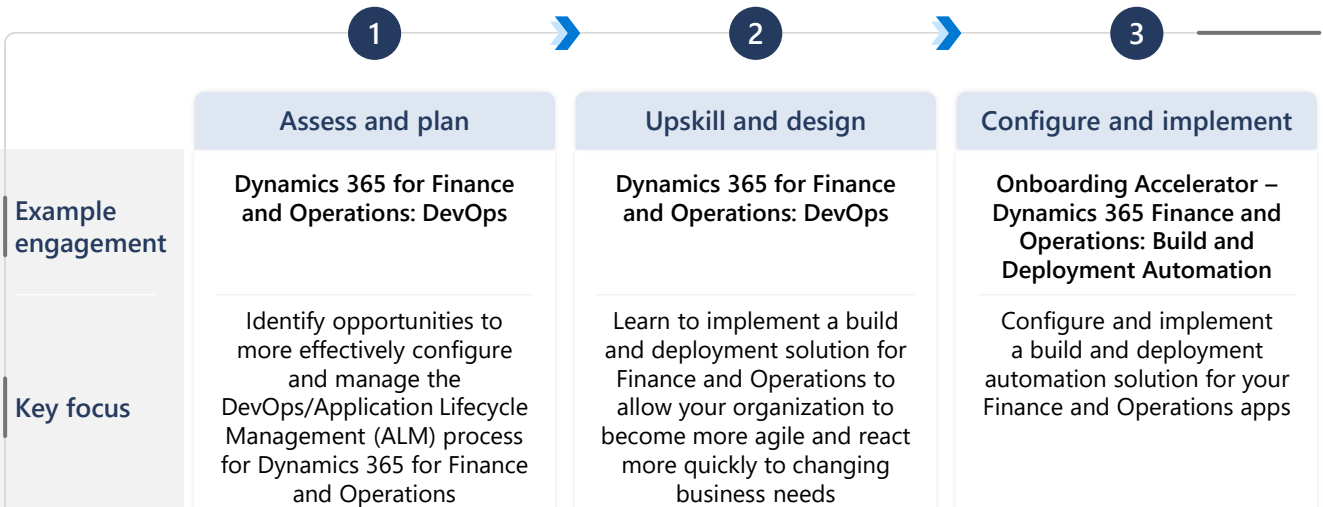 1
2
3
Assess and plan
Upskill and design
Configure and implement
Example
engagement
Dynamics 365 for Finance
and Operations: DevOps
Dynamics 365 for Finance
and Operations: DevOps
Onboarding Accelerator –
Dynamics 365 Finance and
Operations: Build and
Deployment Automation
Key focus
Identify opportunities to
more effectively configure
and manage the
DevOps/Application Lifecycle
Management (ALM) process
for Dynamics 365 for Finance
and Operations
Learn to implement a build
and deployment solution for
Finance and Operations to
allow your organization to
become more agile and react
more quickly to changing
business needs
Configure and implement
a build and deployment
automation solution for your
Finance and Operations apps